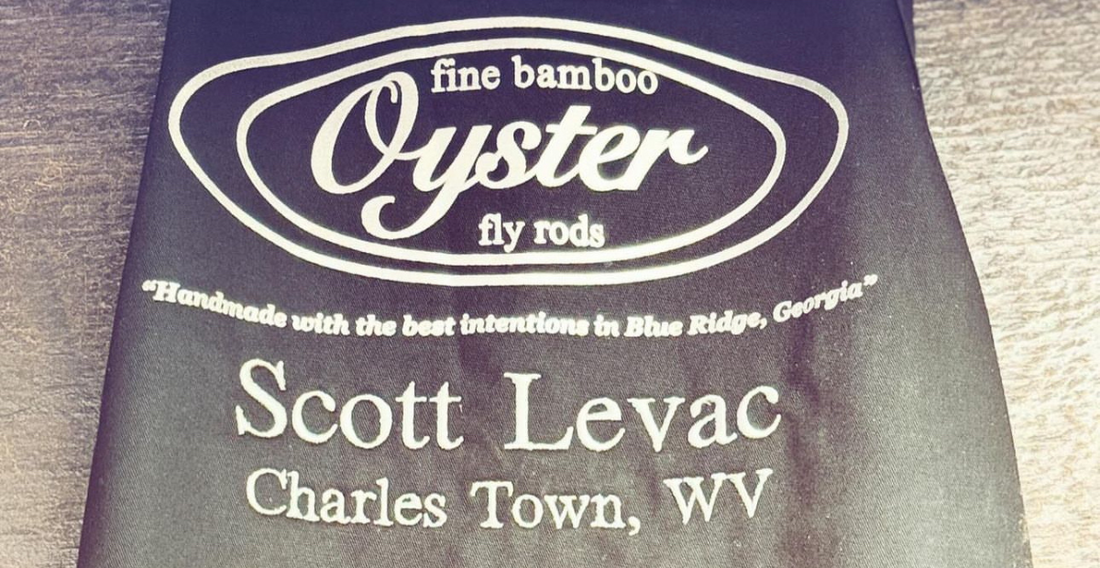 fine bamboo
Oyster
fly rods
“Handmade with the best intentions in Blue Ridge, Georgia”
Scott Levac
Charles Town, WV